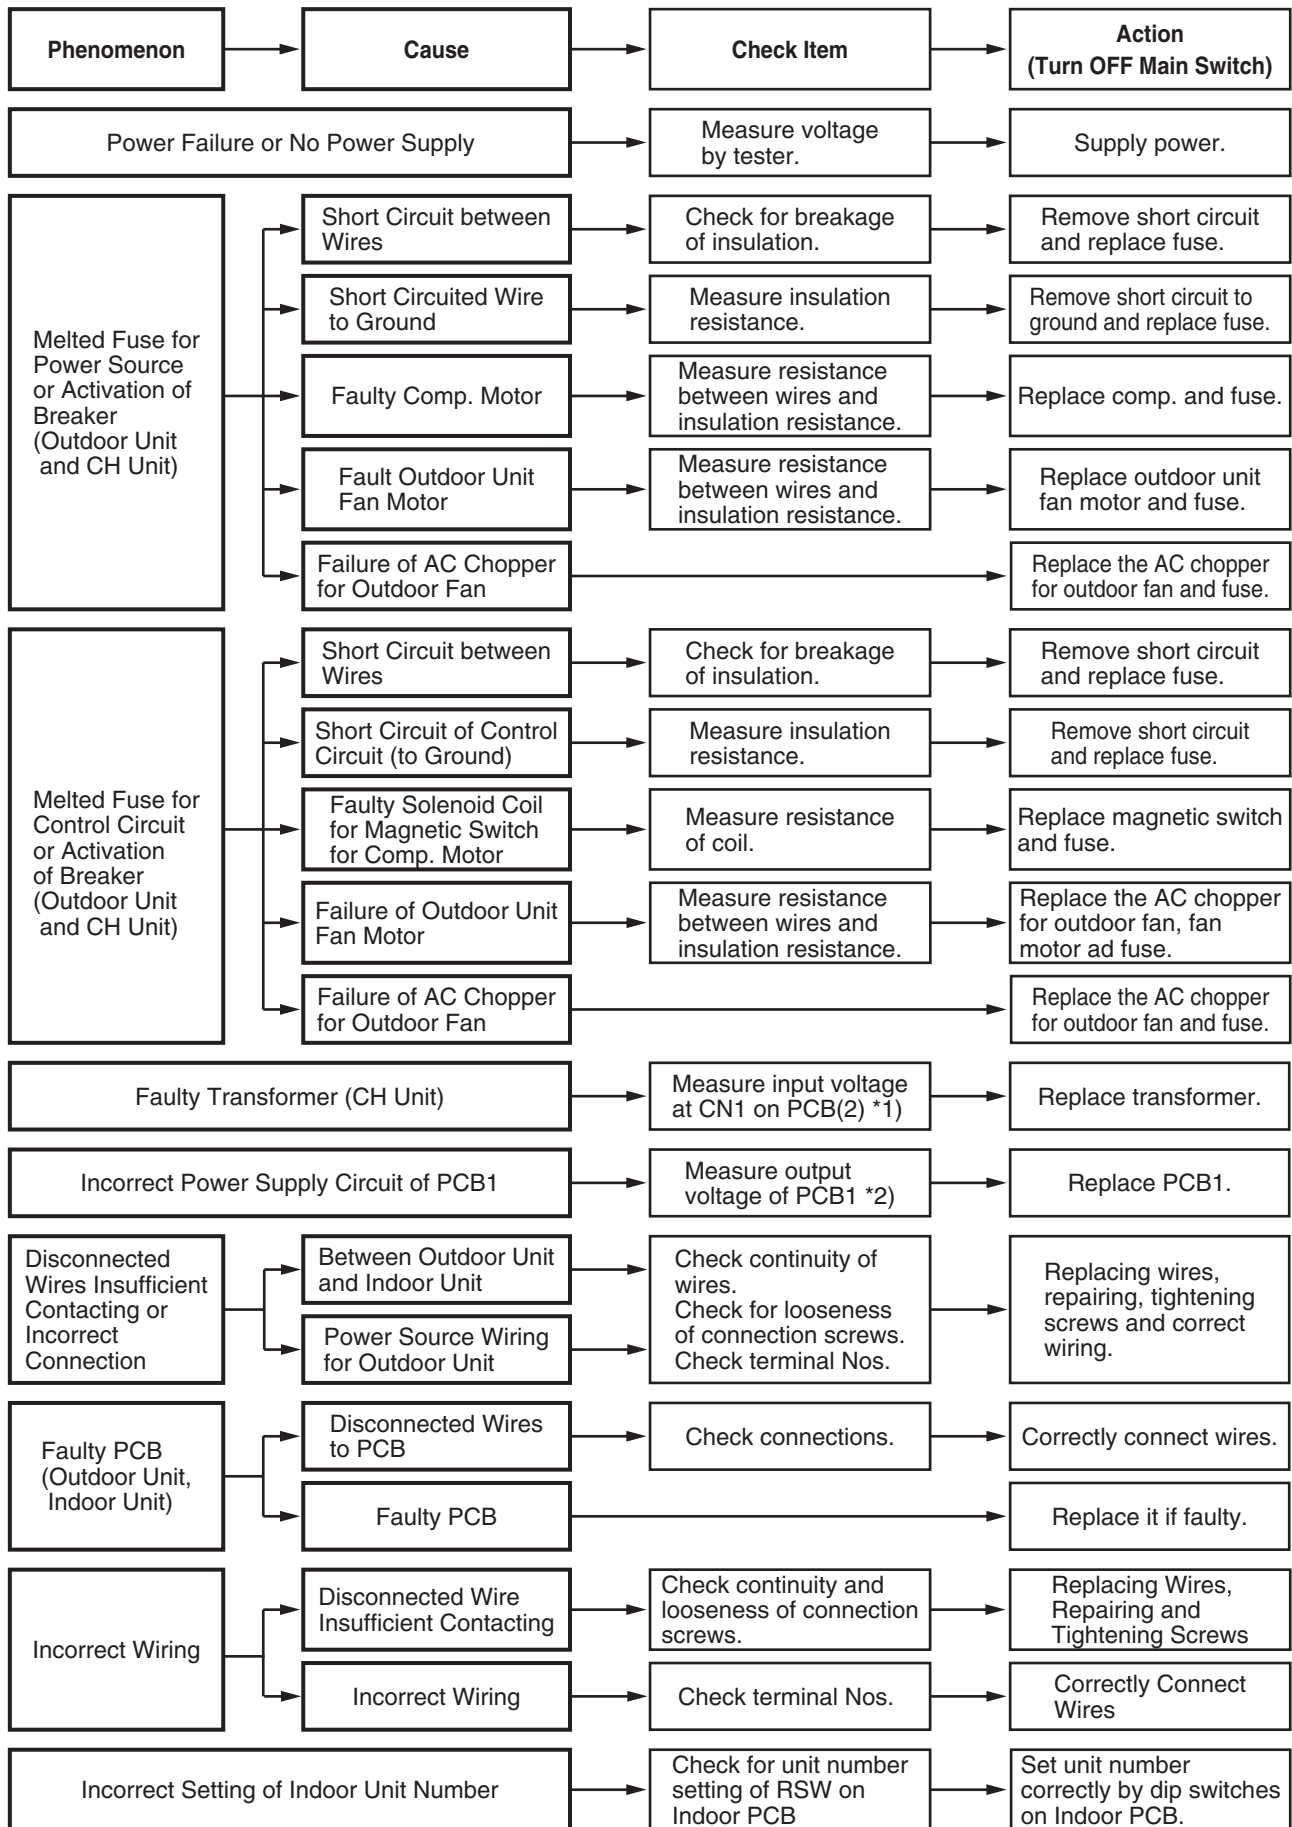 Phenomenon
Cause
Check Item
Action
(Turn OFF Main Switch)
Power Failure or No Power Supply
Measure voltage
by tester.
Supply power.
Melted Fuse for
Power Source
or Activation of
Breaker
(Outdoor Unit
and CH Unit)
Short Circuit between
Wires
Check for breakage
of insulation.
Remove short circuit
and replace fuse.
Short Circuited Wire
to Ground
Measure insulation
resistance.
Remove short circuit to
ground and replace fuse.
Faulty Comp. Motor
Measure resistance
between wires and
insulation resistance.
Replace comp. and fuse.
Fault Outdoor Unit
Fan Motor
Measure resistance
between wires and
insulation resistance.
Replace outdoor unit
fan motor and fuse.
Failure of AC Chopper
for Outdoor Fan
Replace the AC chopper
for outdoor fan and fuse.
Melted Fuse for
Control Circuit
or Activation
of Breaker
(Outdoor Unit
and CH Unit)
Short Circuit between
Wires
Check for breakage
of insulation.
Remove short circuit
and replace fuse.
Short Circuit of Control
Circuit (to Ground)
Measure insulation
resistance.
Remove short circuit
and replace fuse.
Faulty Solenoid Coil
for Magnetic Switch
for Comp. Motor
Measure resistance
of coil.
Replace magnetic switch
and fuse.
Failure of Outdoor Unit
Fan Motor
Measure resistance
between wires and
insulation resistance.
Replace the AC chopper
for outdoor fan, fan
motor ad fuse.
Failure of AC Chopper
for Outdoor Fan
Replace the AC chopper
for outdoor fan and fuse.
Faulty Transformer (CH Unit)
Measure input voltage
at CN1 on PCB(2) *1)
Replace transformer.
Incorrect Power Supply Circuit of PCB1
Measure output
voltage of PCB1 *2)
Replace PCB1.
Disconnected
Wires Insufficient
Contacting or
Incorrect
Connection
Between Outdoor Unit
and Indoor Unit
Power Source Wiring
for Outdoor Unit
Check continuity of
wires.
Check for looseness
of connection screws.
Check terminal Nos.
Replacing wires,
repairing, tightening
screws and correct
wiring.
Faulty PCB
(Outdoor Unit,
Indoor Unit)
Disconnected Wires
to PCB
Check connections.
Correctly connect wires.
Faulty PCB
Replace it if faulty.
Incorrect Wiring
Disconnected Wire
Insufficient Contacting
Check continuity and
looseness of connection
screws.
Replacing Wires,
Repairing and
Tightening Screws
Incorrect Wiring
Check terminal Nos.
Correctly Connect
Wires
Incorrect Setting of Indoor Unit Number
Check for unit number
setting of RSW on
Indoor PCB
Set unit number
correctly by dip switches
on Indoor PCB.